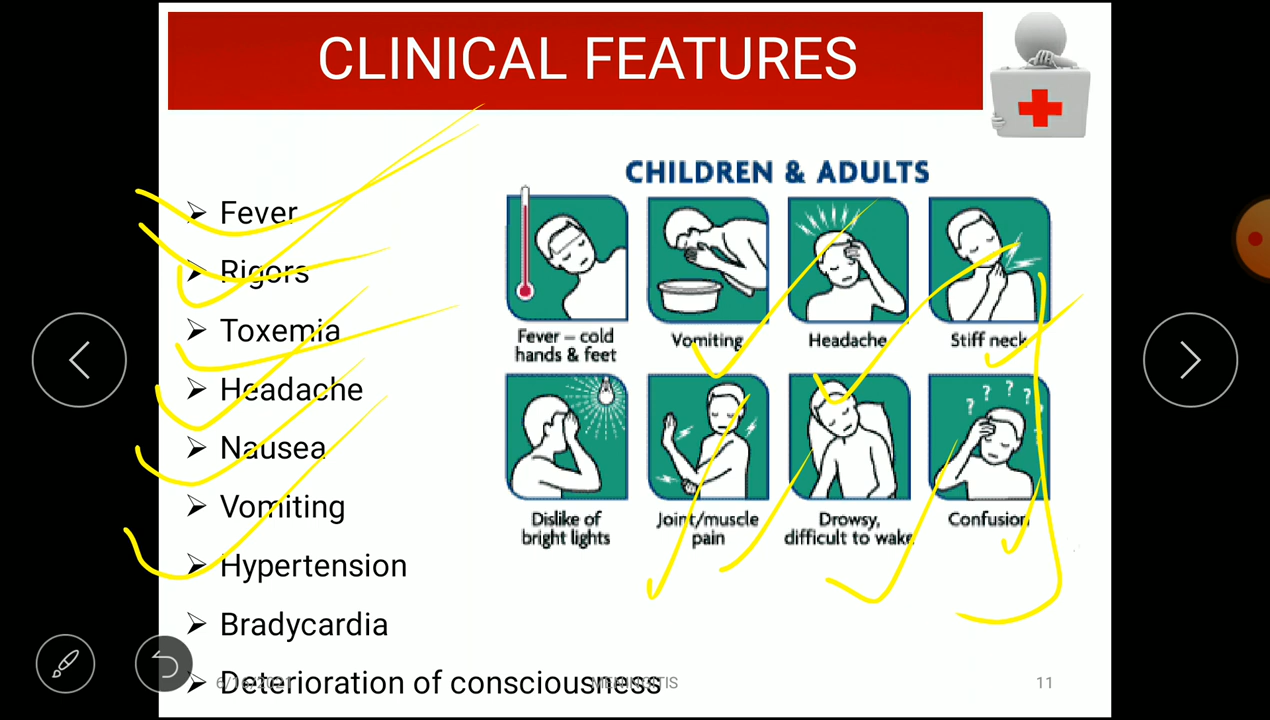 CLINICAL FEATURES
➢ Fever
➢ Rigors
➢ Toxemia
➢ Headache
➢ Nausea
➢ Vomiting
➢ Hypertension
➢ Bradycardia
➢ Deterioration of consciousness
CHILDREN & ADULTS
Fever – cold
hands & feet
Vomiting
Headache
Stiff neck
Dislike of
bright lights
Joint/muscle
pain
Drowsy,
difficult to wake
Confusion
? ? ? ? ?
MENINGITIS
11